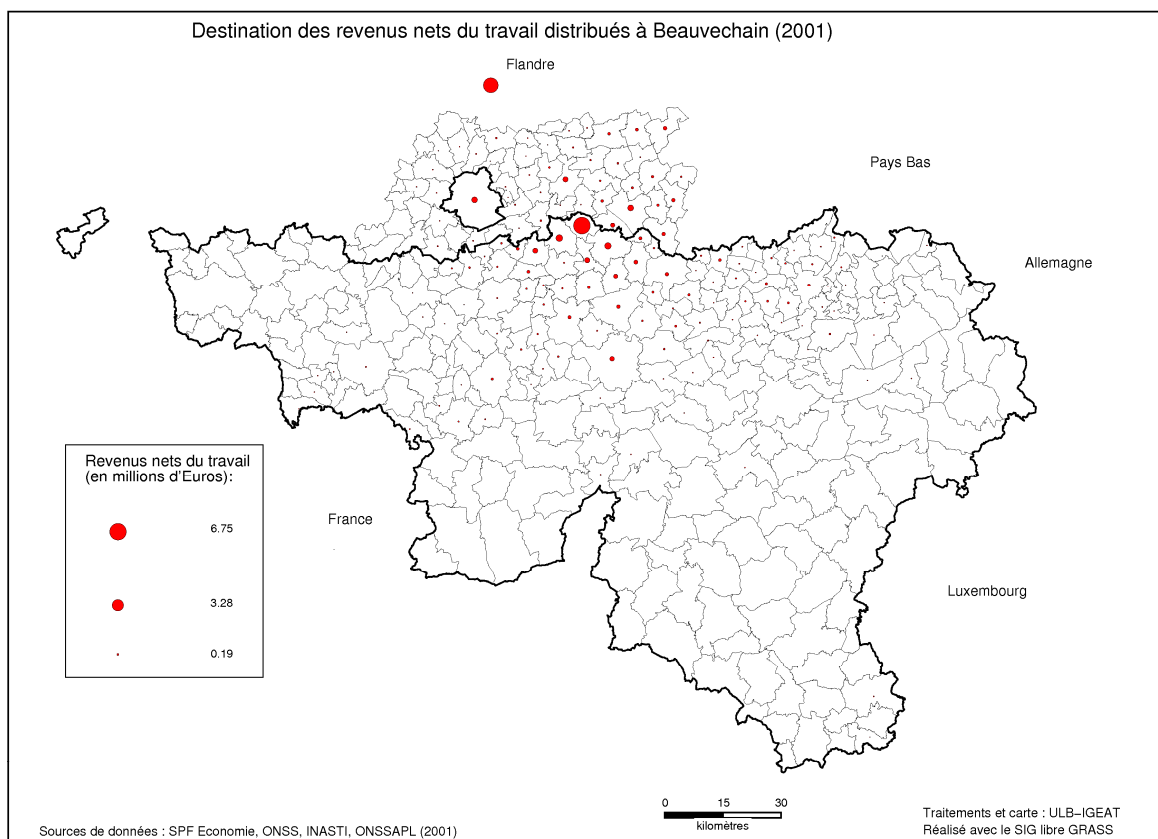 Destination des revenus nets du travail distribués à Beauvechain (2001)
Flandre
Pays Bas
Allemagne
Revenus nets du travail
(en millions d'Euros):
6.75
3.28
0.19
France
Luxembourg
0 15 30
kilomètres
Sources de données : SPF Economie, ONSS, INASTI, ONSSAPL (2001)
Traitements et carte : ULB-IGEAT
Réalisé avec le SIG libre GRASS